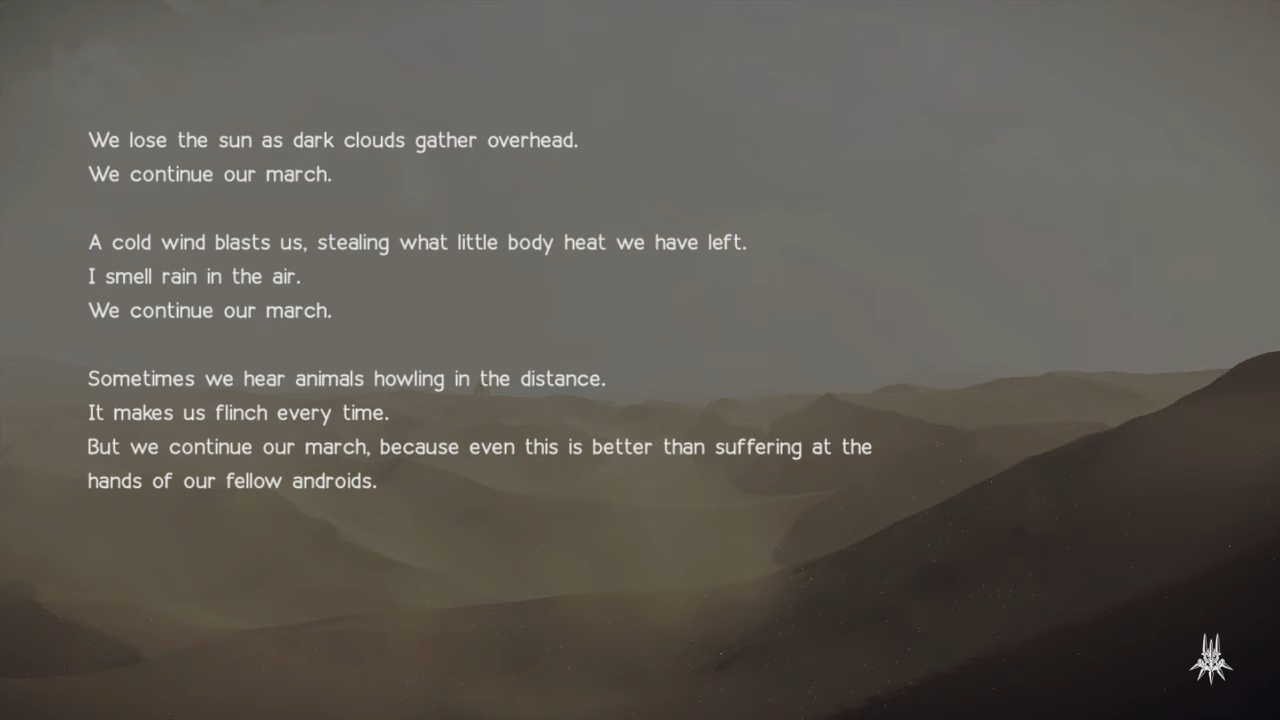 We lose the sun as dark clouds gather overhead.
We continue our march.
A cold wind blasts us, stealing what little body heat we have left.
I smell rain in the air.
We continue our march.
Sometimes we hear animals howling in the distance.
It makes us flinch every time.
But we continue our march, because even this is better than suffering at the
hands of our fellow androids.